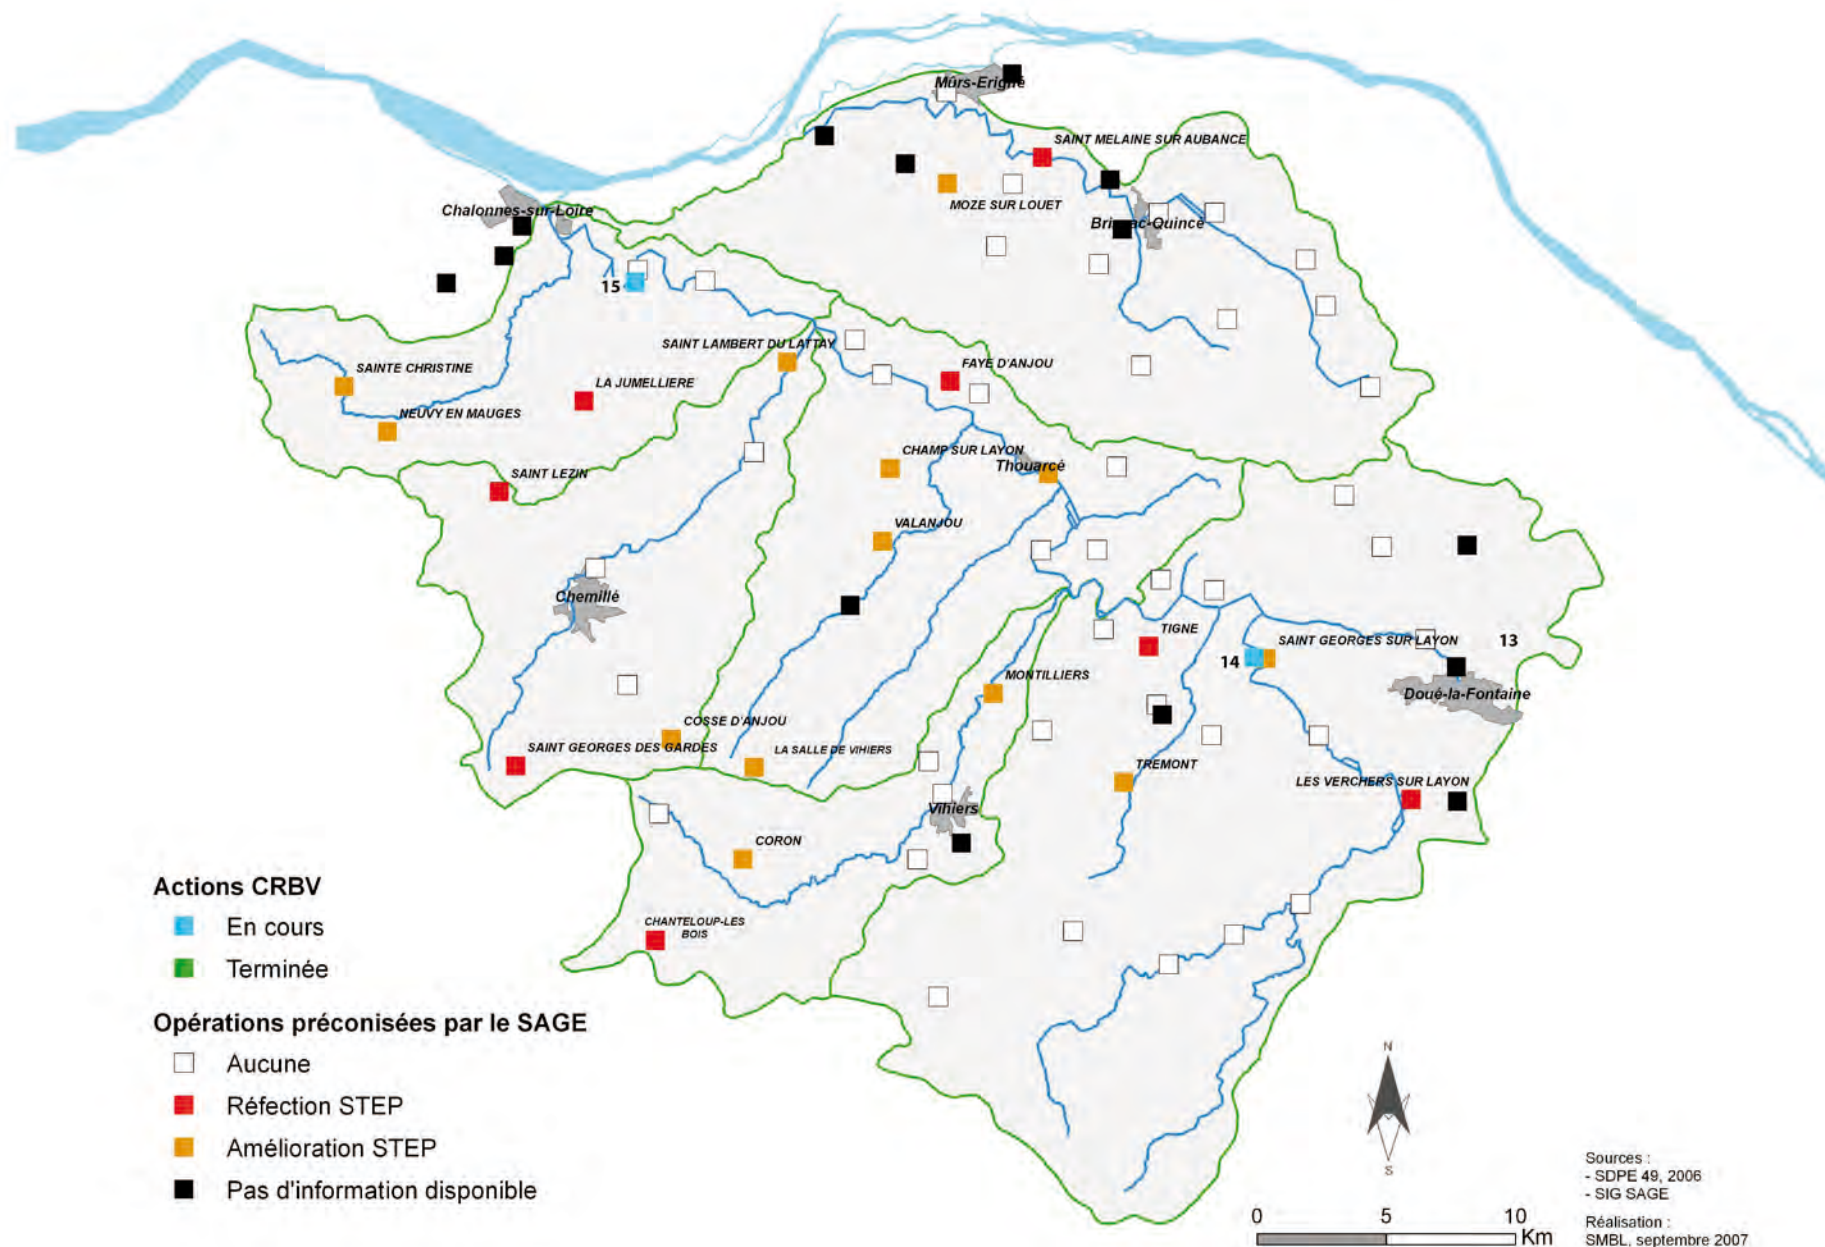 Mûrs-Erigné
SAINT MELAINE SUR AUBANCE
MOZE SUR LOUET
Chalonnes-sur-Loire
Brissac-Quincé
15
SAINT LAMBERT DU LATTAY
SAINTE CHRISTINE
LA JUMELLIERE
FAYE D'ANJOU
NEUVY EN MAUGES
CHAMP SUR LAYON
Thouarcé
SAINT LEZIN
VALANJOU
Chemillé
TIGNE
SAINT GEORGES SUR LAYON
13
14
MONTILLIERS
Doué-la-Fontaine
COSSE D'ANJOU
SAINT GEORGES DES GARDES
LA SALLE DE VIHIERS
TREMONT
LES VERCHERS SUR LAYON
Vihiers
CORON
CHANTELOUP-LES
BOIS
Actions CRBV
En cours
Terminée
Opérations préconisées par le SAGE
Aucune
Réfection STEP
Amélioration STEP
Pas d'information disponible
N
S
0 5 10
Km
Sources :
- SDPE 49, 2006
- SIG SAGE
Réalisation :
SMBL, septembre 2007